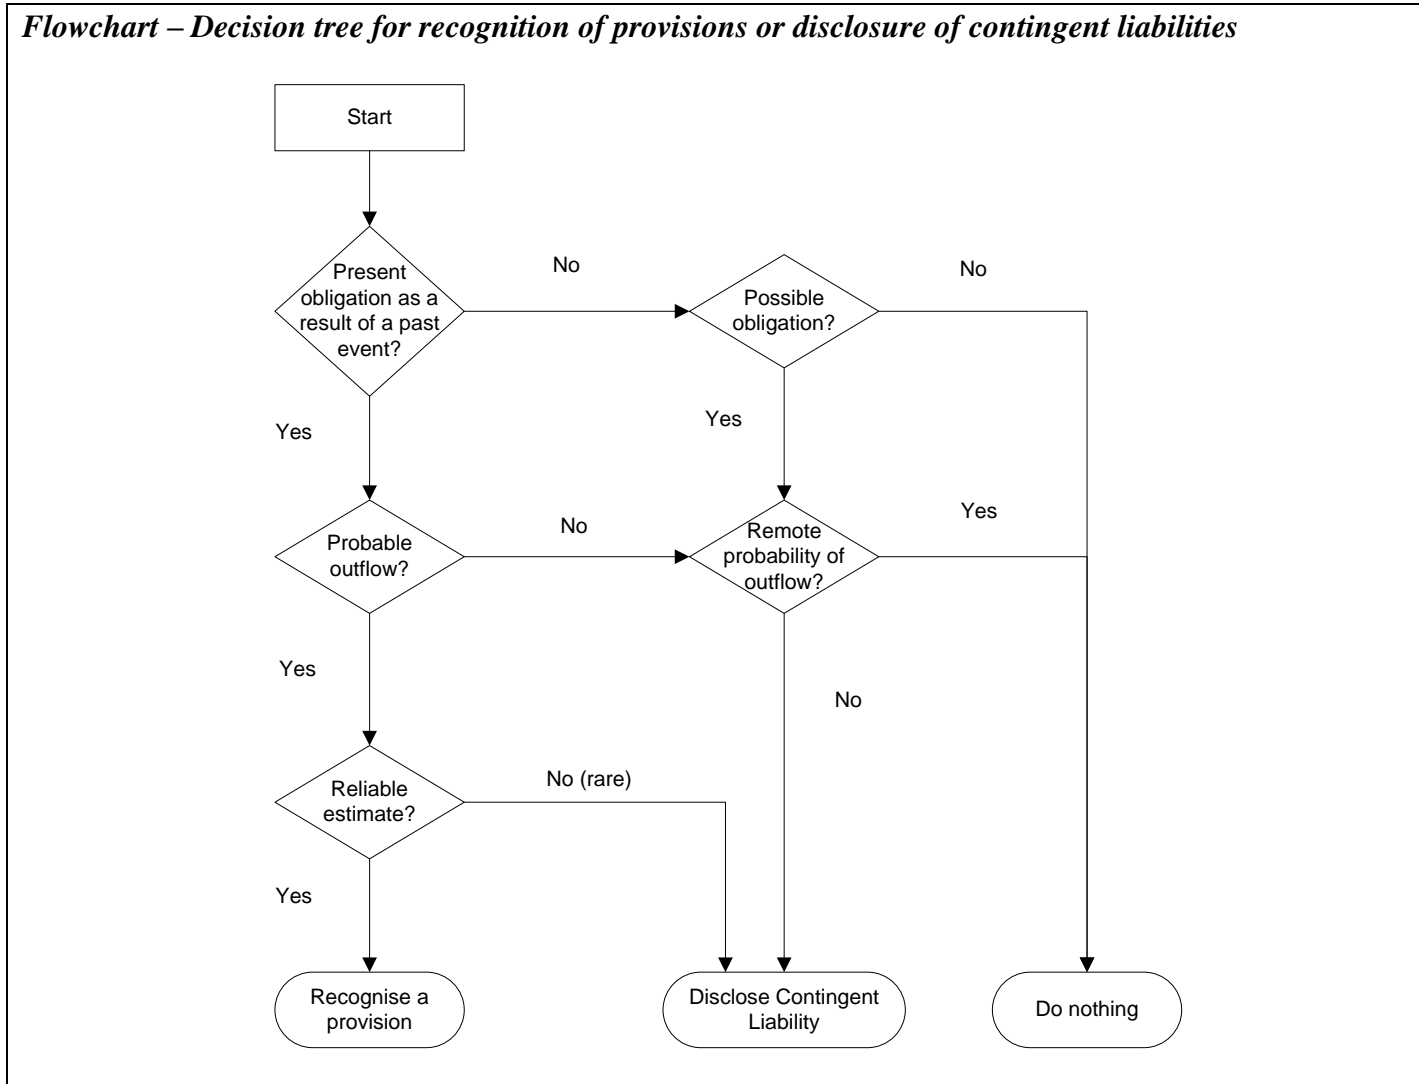 Flowchart – Decision tree for recognition of provisions or disclosure of contingent liabilities
Start
Present
obligation as a
result of a past
event?
No
Possible
obligation?
No
Yes
Yes
Probable
outflow?
No
Remote
probability of
outflow?
Yes
Yes
No
Reliable
estimate?
No (rare)
Yes
Recognise a
provision
Disclose Contingent
Liability
Do nothing